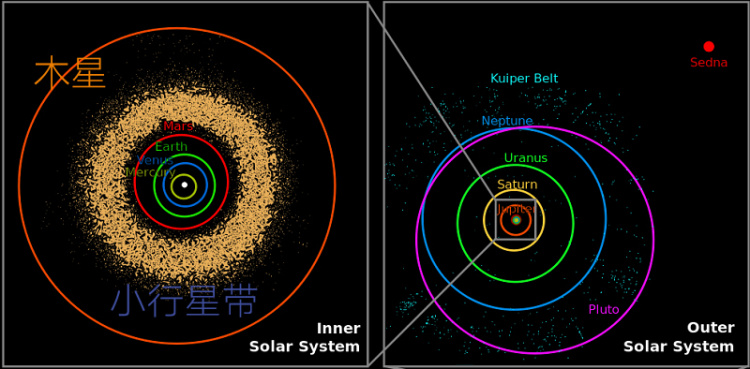 木星
Mars
Earth
Venus
Mercury
小行星带
Inner
Solar System
Sedna
Kuiper Belt
Neptune
Uranus
Saturn
Jupiter
Pluto
Outer
Solar System